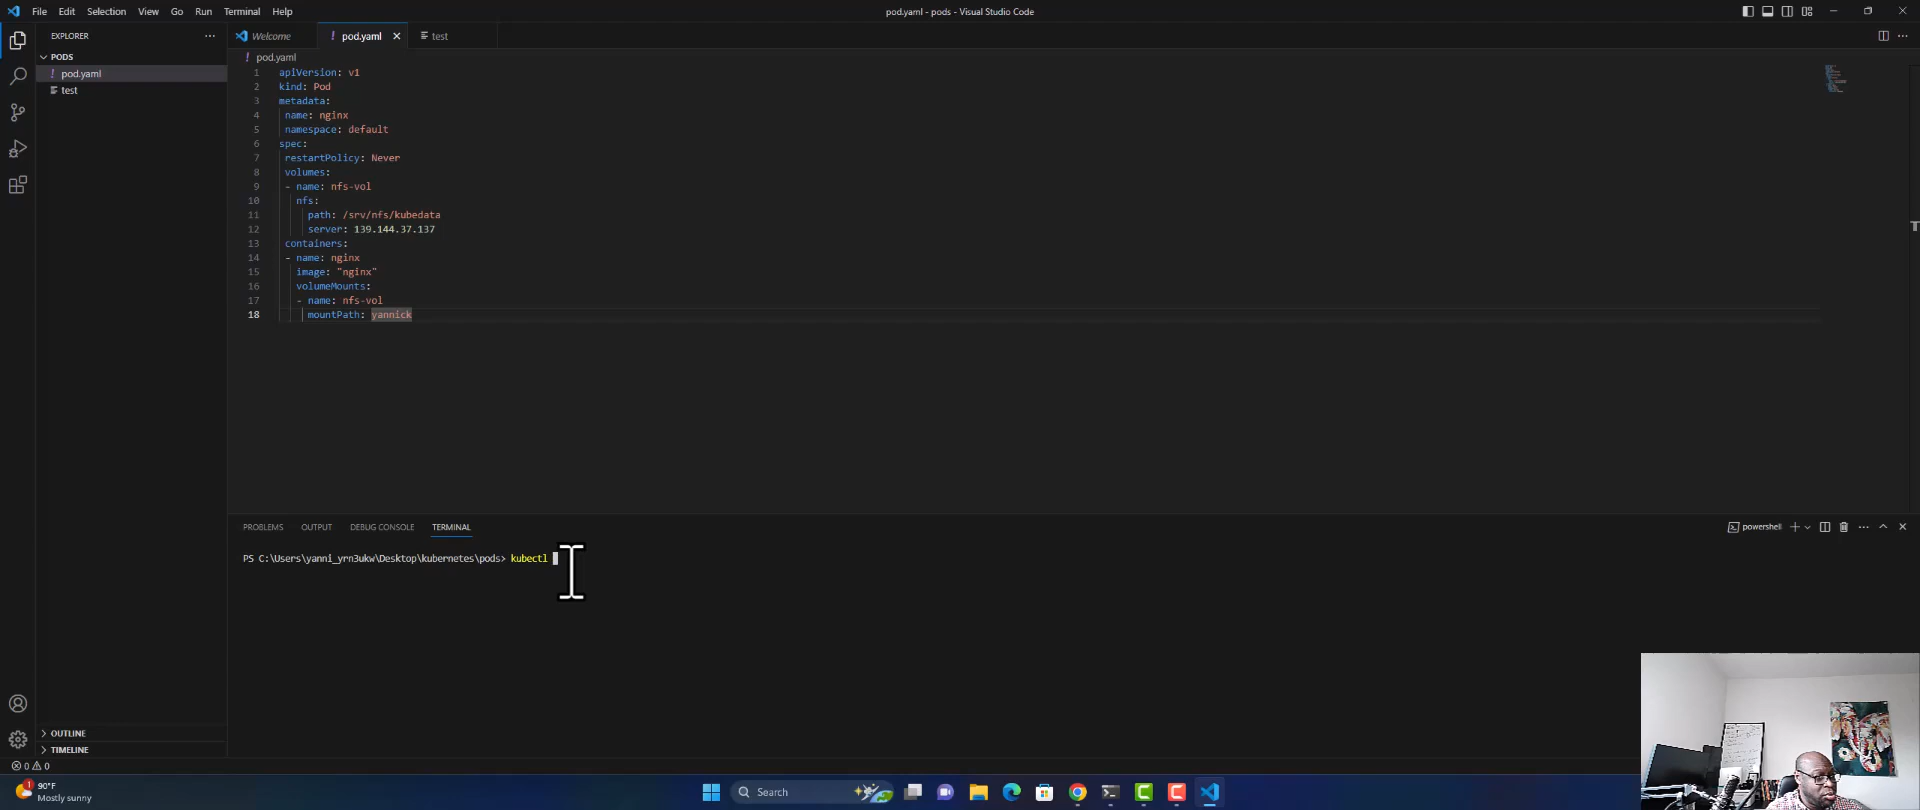 File Edit Selection View Go Run Terminal Help
pod.yaml - pods - Visual Studio Code
EXPLORER
Welcome
pod.yaml
test
PODS
pod.yaml
test
pod.yaml
1 apiVersion: v1
2 kind: Pod
3 metadata:
4 name: nginx
5 namespace: default
6 spec:
7 restartPolicy: Never
8 volumes:
9 - name: nfs-vol
10 nfs:
11 path: /srv/nfs/kubedata
12 server: 139.144.37.137
13 containers:
14 - name: nginx
15 image: "nginx"
16 volumeMounts:
17 - name: nfs-vol
18 mountPath: yannick
PROBLEMS OUTPUT DEBUG CONSOLE TERMINAL
powershell
PS C:\Users\yanni_yrn3ukw\Desktop\kubernetes\pods> kubectl
OUTLINE
TIMELINE
0 0
1
90°F
Mostly sunny
Search